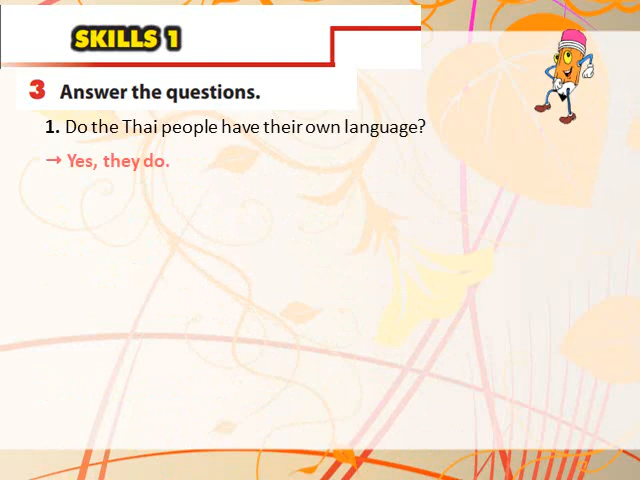 SKILLS 1
3 Answer the questions.
1. Do the Thai people have their own language?
→ Yes, they do.